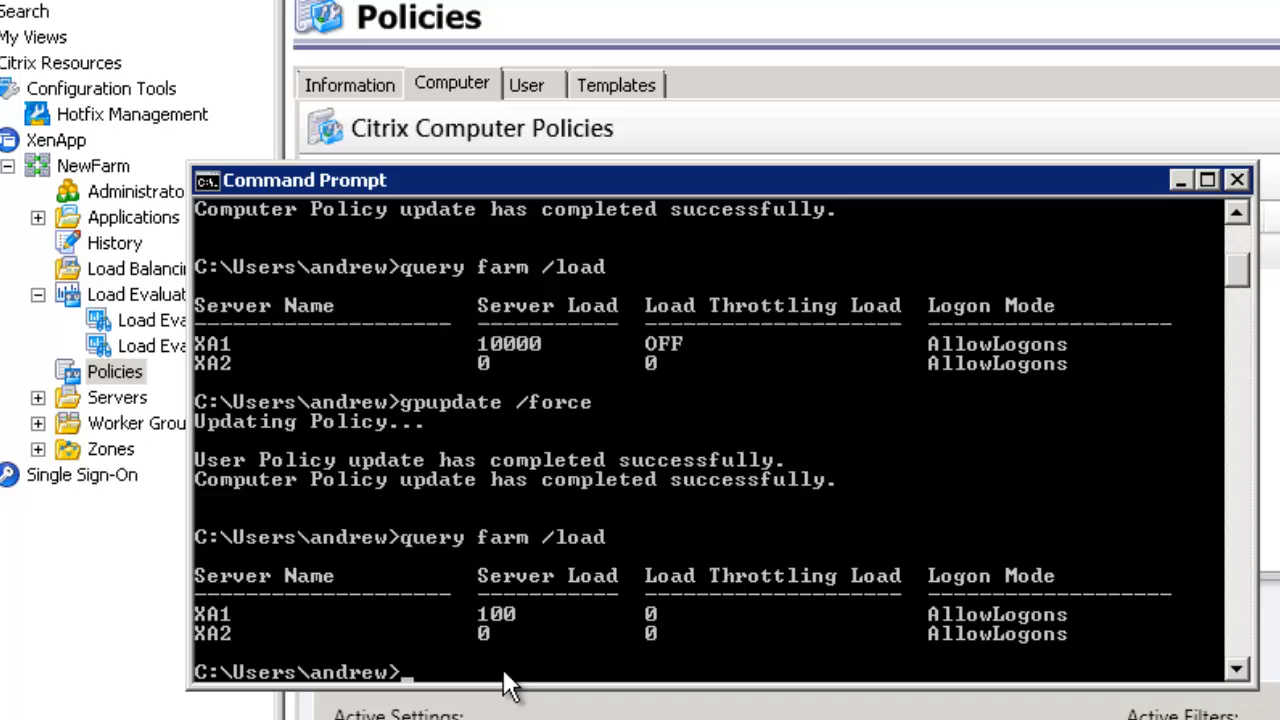 Search
My Views
Citrix Resources
Configuration Tools
Hotfix Management
XenApp
NewFarm
Administrato
Applications
History
Load Balanci
Load Evaluat
Load Eva
Load Eva
Policies
Servers
Worker Grou
Zones
Single Sign-On
Policies
Information Computer User Templates
Citrix Computer Policies
C:\. Command Prompt
Computer Policy update has completed successfully.
C:\Users\andrew>query farm /load
Server Name Server Load Load Throttling Load Logon Mode
XA1 10000 OFF AllowLogons
XA2 0 0 AllowLogons
C:\Users\andrew>gpupdate /force
Updating Policy...
User Policy update has completed successfully.
Computer Policy update has completed successfully.
C:\Users\andrew>query farm /load
Server Name Server Load Load Throttling Load Logon Mode
XA1 100 0 AllowLogons
XA2 0 0 AllowLogons
C:\Users\andrew>_
Active Settings: Active Filters: